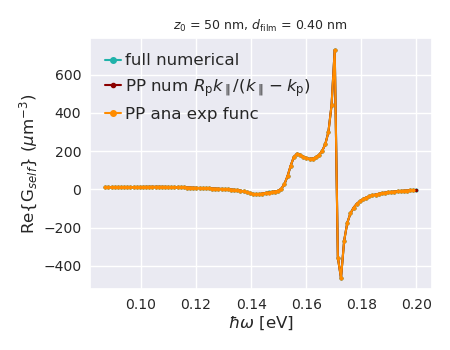 z₀ = 50 nm, d_film = 0.40 nm
full numerical
PP num Rₚk∥/(k∥ − kₚ)
PP ana exp func
Re{G_self} (μm⁻³)
600
400
200
0
−200
−400
0.10 0.12 0.14 0.16 0.18 0.20
ħω [eV]